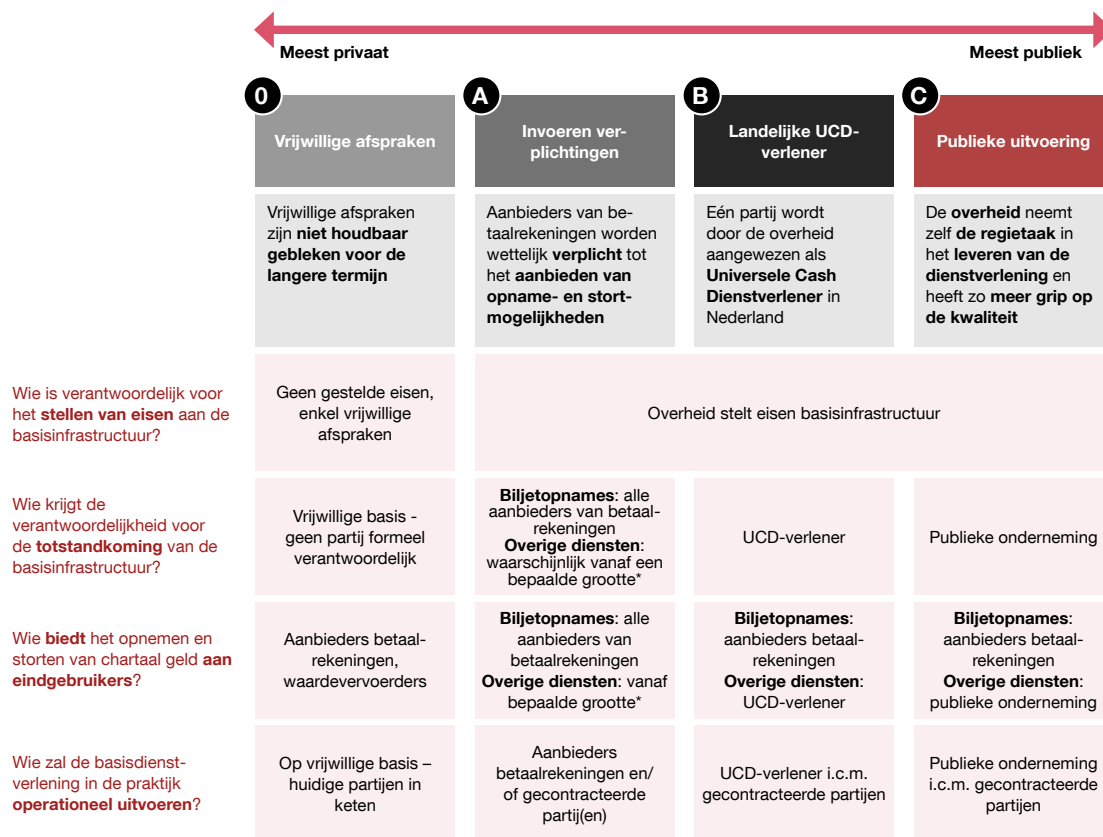 Meest privaat
Meest publiek
0
A
B
C
Vrijwillige afspraken
Invoeren ver-
plichtingen
Landelijke UCD-
verlener
Publieke uitvoering
Vrijwillige afspraken
zijn niet houdbaar
gebleken voor de
langere termijn
Aanbieders van be-
taalrekeningen worden
wettelijk verplicht tot
het aanbieden van
opname- en stort-
mogelijkheden
Eén partij wordt
door de overheid
aangewezen als
Universele Cash
Dienstverlener in
Nederland
De overheid neemt
zelf de regietaak in
het leveren van de
dienstverlening en
heeft zo meer grip op
de kwaliteit
Wie is verantwoordelijk voor
het stellen van eisen aan de
basisinfrastructuur?
Geen gestelde eisen,
enkel vrijwillige
afspraken
Overheid stelt eisen basisinfrastructuur
Wie krijgt de
verantwoordelijkheid voor
de totstandkoming van de
basisinfrastructuur?
Vrijwillige basis -
geen partij formeel
verantwoordelijk
Biljetopnames: alle
aanbieders van betaal-
rekeningen
Overige diensten:
waarschijnlijk vanaf een
bepaalde grootte*
UCD-verlener
Publieke onderneming
Wie biedt het opnemen en
storten van chartaal geld aan
eindgebruikers?
Aanbieders betaal-
rekeningen,
waardevervoerders
Biljetopnames: alle
aanbieders van
betaalrekeningen
Overige diensten: vanaf
bepaalde grootte*
Biljetopnames:
aanbieders betaal-
rekeningen
Overige diensten:
UCD-verlener
Biljetopnames:
aanbieders betaal-
rekeningen
Overige diensten:
publieke onderneming
Wie zal de basisdienst-
verlening in de praktijk
operationeel uitvoeren?
Op vrijwillige basis –
huidige partijen in
keten
Aanbieders
betaalrekeningen en/
of gecontracteerde
partij(en)
UCD-verlener i.c.m.
gecontracteerde partijen
Publieke onderneming
i.c.m. gecontracteerde
partijen